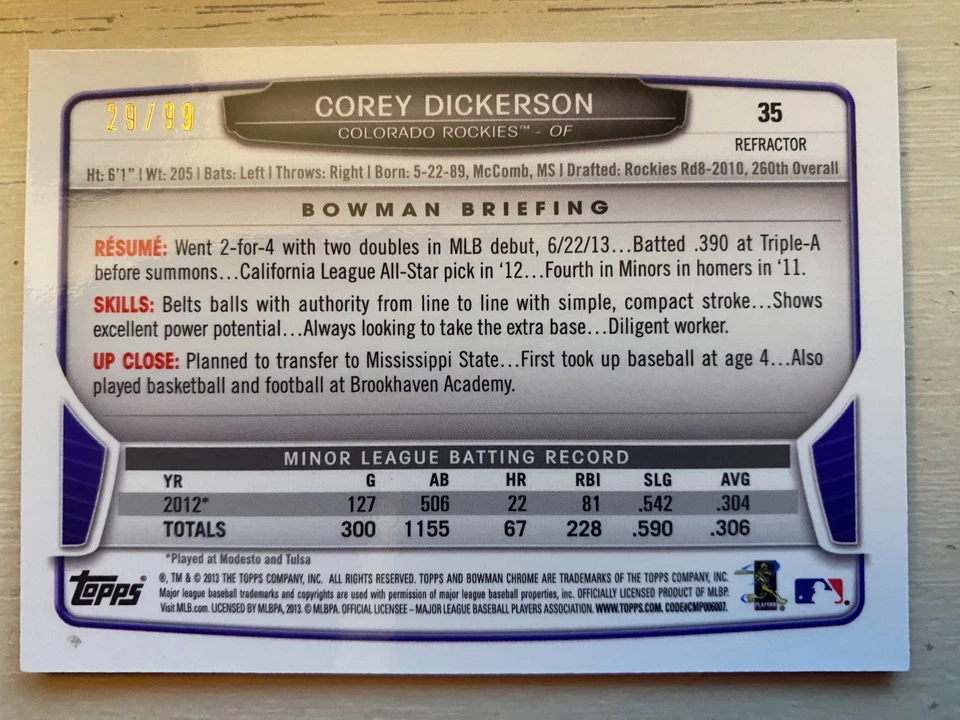 29/99
COREY DICKERSON
COLORADO ROCKIES™ - OF
35
REFRACTOR
Ht: 6'1" | Wt: 205 | Bats: Left | Throws: Right | Born: 5-22-89, McComb, MS | Drafted: Rockies Rd8-2010, 260th Overall
BOWMAN BRIEFING
RÉSUMÉ: Went 2-for-4 with two doubles in MLB debut, 6/22/13...Batted .390 at Triple-A
before summons...California League All-Star pick in '12...Fourth in Minors in homers in '11.
SKILLS: Belts balls with authority from line to line with simple, compact stroke...Shows
excellent power potential...Always looking to take the extra base...Diligent worker.
UP CLOSE: Planned to transfer to Mississippi State...First took up baseball at age 4...Also
played basketball and football at Brookhaven Academy.
MINOR LEAGUE BATTING RECORD
YR G AB HR RBI SLG AVG
2012* 127 506 22 81 .542 .304
TOTALS 300 1155 67 228 .590 .306
*Played at Modesto and Tulsa
Topps®
®, TM & © 2013 THE TOPPS COMPANY, INC. ALL RIGHTS RESERVED. TOPPS AND BOWMAN CHROME ARE TRADEMARKS OF THE TOPPS COMPANY, INC.
Major league baseball trademarks and copyrights are used with permission of major league baseball properties, inc. OFFICIALLY LICENSED PRODUCT OF MLBP.
Visit MLB.com. LICENSED BY MLBPA, 2013. © MLBPA. OFFICIAL LICENSEE – MAJOR LEAGUE BASEBALL PLAYERS ASSOCIATION. WWW.TOPPS.COM. CODE#CMP006007.
PLAYERS